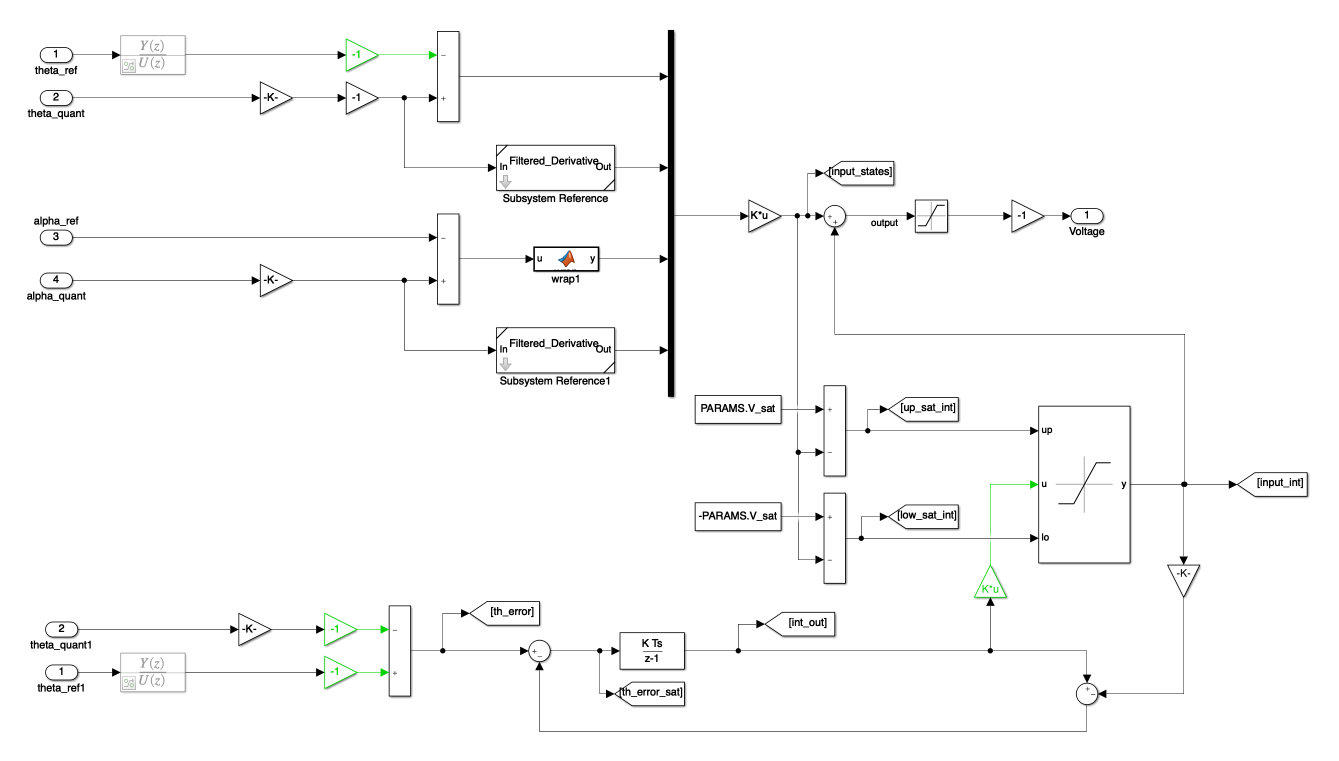 1
theta_ref
Y(z)
U(z)
-1
−
2
theta_quant
-K-
-1
+
In
Filtered_Derivative
Out
Subsystem Reference
alpha_ref
3
−
4
alpha_quant
-K-
+
u
y
wrap1
In
Filtered_Derivative
Out
Subsystem Reference1
K*u
[input_states]
+
+
output
-1
1
Voltage
PARAMS.V_sat
+
−
[up_sat_int]
-PARAMS.V_sat
+
−
[low_sat_int]
up
u
lo
y
[input_int]
K*u
-K-
2
theta_quant1
-K-
-1
−
1
theta_ref1
Y(z)
U(z)
-1
+
[th_error]
+
−
K Ts
z-1
[th_error_sat]
[int_out]
+
−